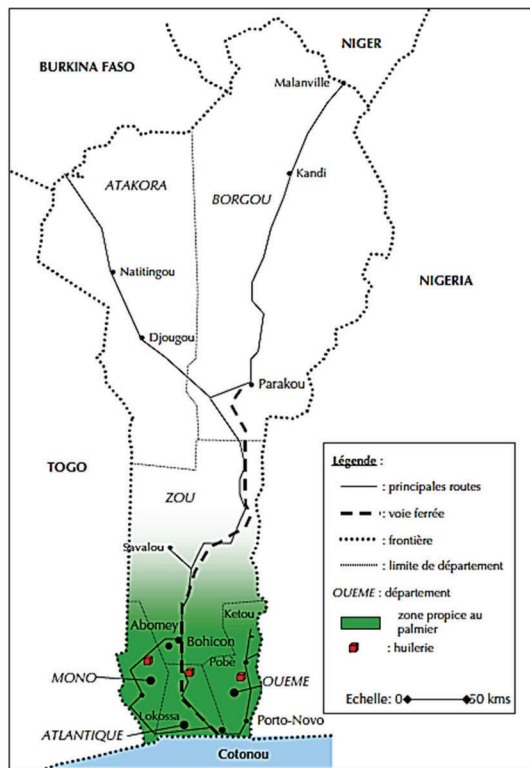 NIGER
BURKINA FASO
Malanville
ATAKORA
BORGOU
Kandi
Natitingou
NIGERIA
Djougou
Parakou
TOGO
ZOU
Savalou
Ketou
Abomey
Bohicon
Pobè
MONO
OUEME
Lokossa
Porto-Novo
ATLANTIQUE
Cotonou
Légende :
: principales routes
: voie ferrée
: frontière
: limite de département
OUEME : département
zone propice au
palmier
: huilerie
Echelle: 0 50 kms